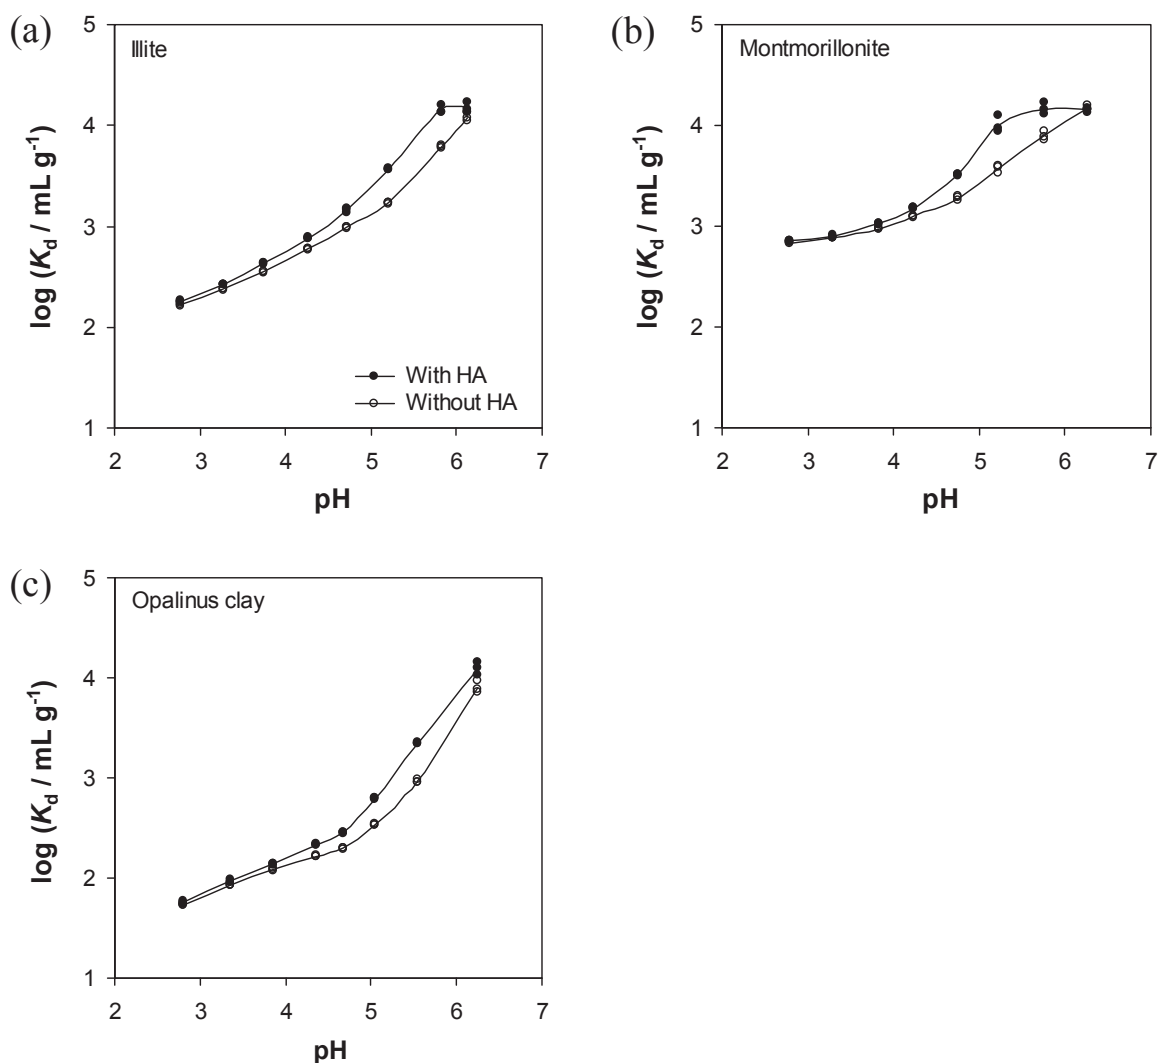 (a)
Illite
log (Kd / mL g-1)
5
4
3
2
1
With HA
Without HA
2 3 4 5 6 7
pH
(b)
Montmorillonite
log (Kd / mL g-1)
5
4
3
2
1
2 3 4 5 6 7
pH
(c)
Opalinus clay
log (Kd / mL g-1)
5
4
3
2
1
2 3 4 5 6 7
pH